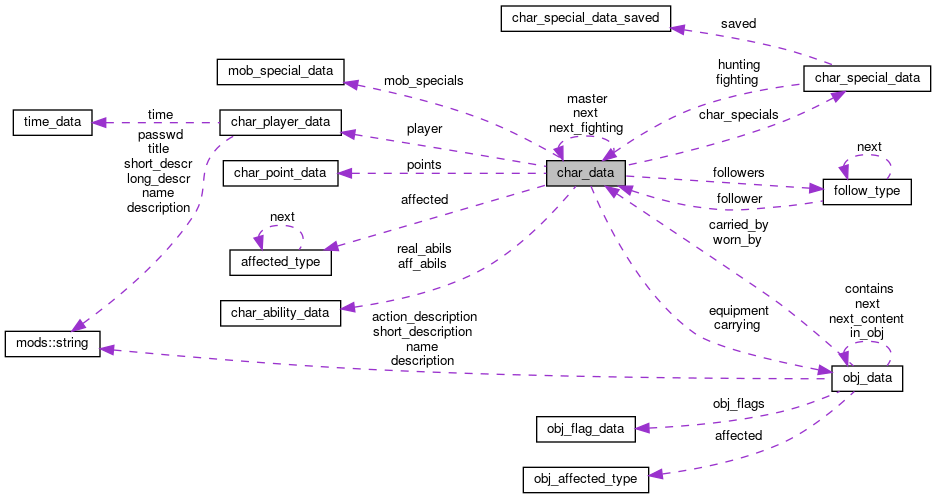 char_special_data_saved
saved
mob_special_data
mob_specials
hunting
fighting
char_special_data
time_data
time
char_player_data
player
master
next
next_fighting
char_specials
passwd
title
short_descr
long_descr
name
description
char_point_data
points
char_data
followers
follower
next
follow_type
affected
next
affected_type
carried_by
worn_by
real_abils
aff_abils
char_ability_data
equipment
carrying
contains
next
next_content
in_obj
mods::string
action_description
short_description
name
description
obj_data
obj_flags
obj_flag_data
affected
obj_affected_type